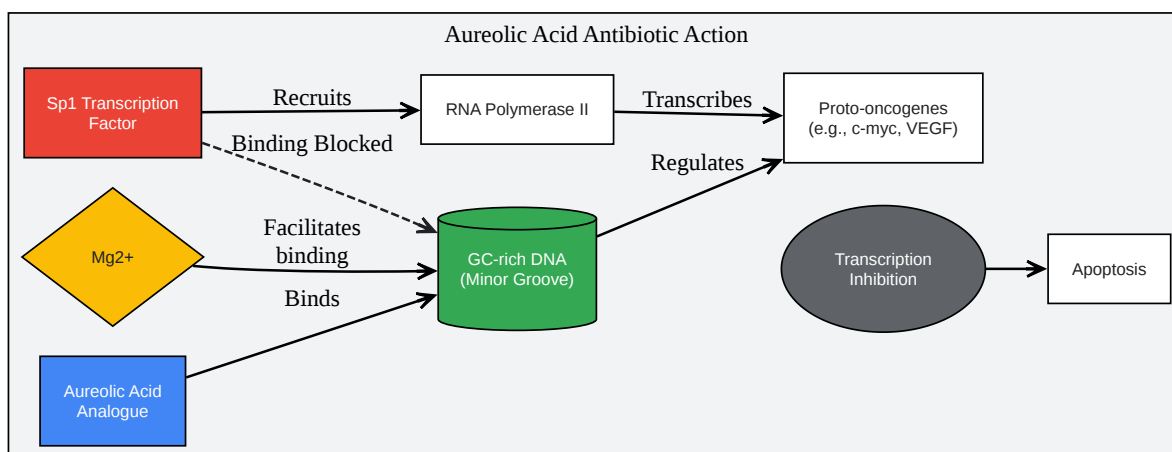 Aureolic Acid Antibiotic Action
Sp1 Transcription
Factor
Recruits
RNA Polymerase II
Transcribes
Proto-oncogenes
(e.g., c-myc, VEGF)
Binding Blocked
Regulates
Mg2+
Facilitates
binding
GC-rich DNA
(Minor Groove)
Transcription
Inhibition
Apoptosis
Binds
Aureolic Acid
Analogue